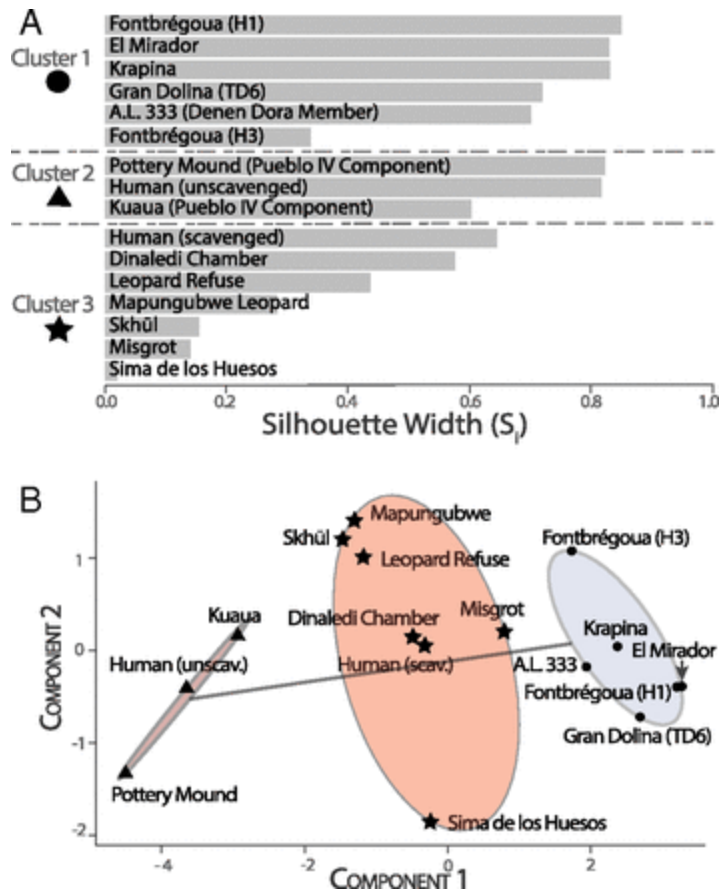 A
Cluster 1
Fontbrégoua (H1)
El Mirador
Krapina
Gran Dolina (TD6)
A.L. 333 (Denen Dora Member)
Fontbrégoua (H3)
Cluster 2
Pottery Mound (Pueblo IV Component)
Human (unscavenged)
Kuaua (Pueblo IV Component)
Cluster 3
Human (scavenged)
Dinaledi Chamber
Leopard Refuse
Mapungubwe Leopard
Skhūl
Misgrot
Sima de los Huesos
0.0 0.2 0.4 0.6 0.8 1.0
Silhouette Width (Sᵢ)
B
Component 2
1
0
-1
-2
Mapungubwe
Skhūl
Leopard Refuse
Fontbrégoua (H3)
Kuaua
Dinaledi Chamber
Misgrot
Krapina
El Mirador
Human (unscav.)
Human (scav.)
A.L. 333
Fontbrégoua (H1)
Gran Dolina (TD6)
Pottery Mound
Sima de los Huesos
-4 -2 0 2
Component 1